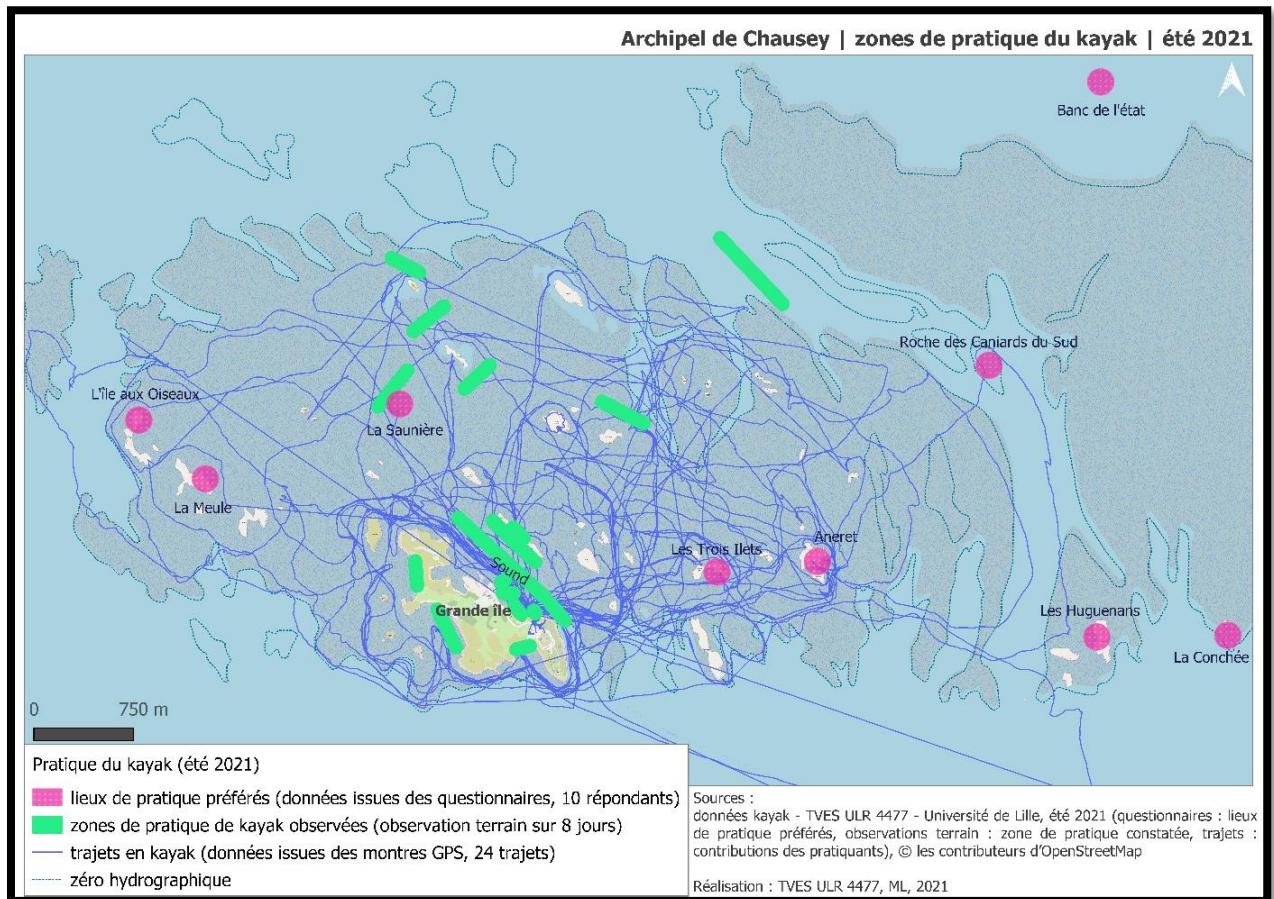 Archipel de Chausey | zones de pratique du kayak | été 2021
Banc de l'état
Roche des Caniards du Sud
L'île aux Oiseaux
La Saunière
La Meule
Sound
Les Trois Ilets
Aneret
Grande île
Les Huguenans
La Conchée
0 750 m
Pratique du kayak (été 2021)
lieux de pratique préférés (données issues des questionnaires, 10 répondants)
zones de pratique de kayak observées (observation terrain sur 8 jours)
trajets en kayak (données issues des montres GPS, 24 trajets)
zéro hydrographique
Sources :
données kayak - TVES ULR 4477 - Université de Lille, été 2021 (questionnaires : lieux
de pratique préférés, observations terrain : zone de pratique constatée, trajets :
contributions des pratiquants), © les contributeurs d'OpenStreetMap
Réalisation : TVES ULR 4477, ML, 2021